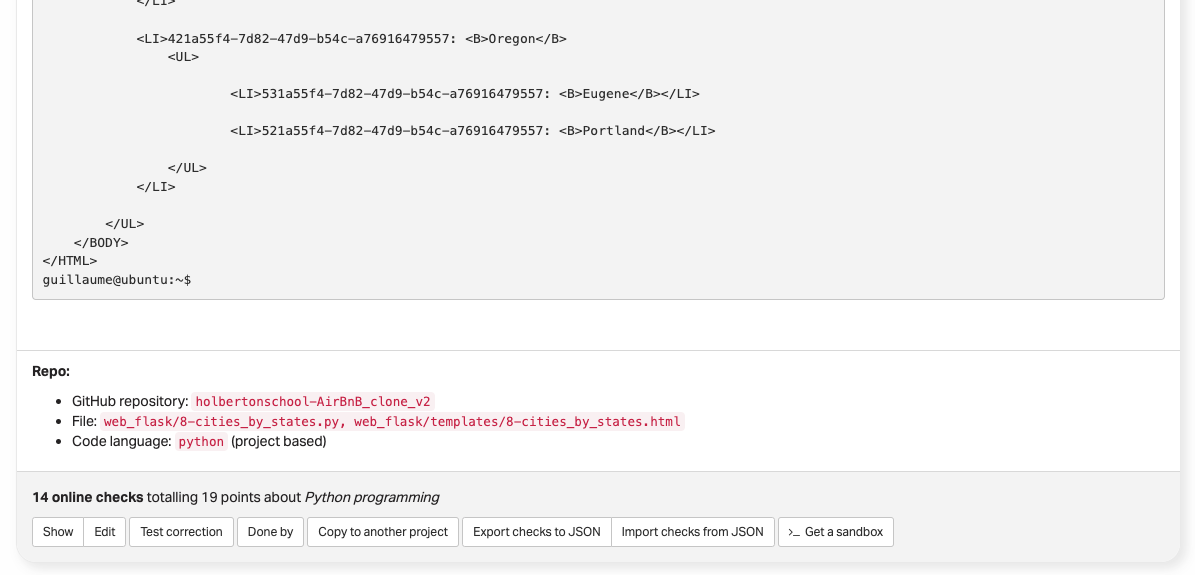 </LI>
<LI>421a55f4-7d82-47d9-b54c-a76916479557: <B>Oregon</B>
<UL>
<LI>531a55f4-7d82-47d9-b54c-a76916479557: <B>Eugene</B></LI>
<LI>521a55f4-7d82-47d9-b54c-a76916479557: <B>Portland</B></LI>
</UL>
</LI>
</UL>
</BODY>
</HTML>
guillaume@ubuntu:~$
Repo:
• GitHub repository: holbertonschool-AirBnB_clone_v2
• File: web_flask/8-cities_by_states.py, web_flask/templates/8-cities_by_states.html
• Code language: python (project based)
14 online checks totalling 19 points about Python programming
Show Edit Test correction Done by Copy to another project Export checks to JSON Import checks from JSON >_ Get a sandbox